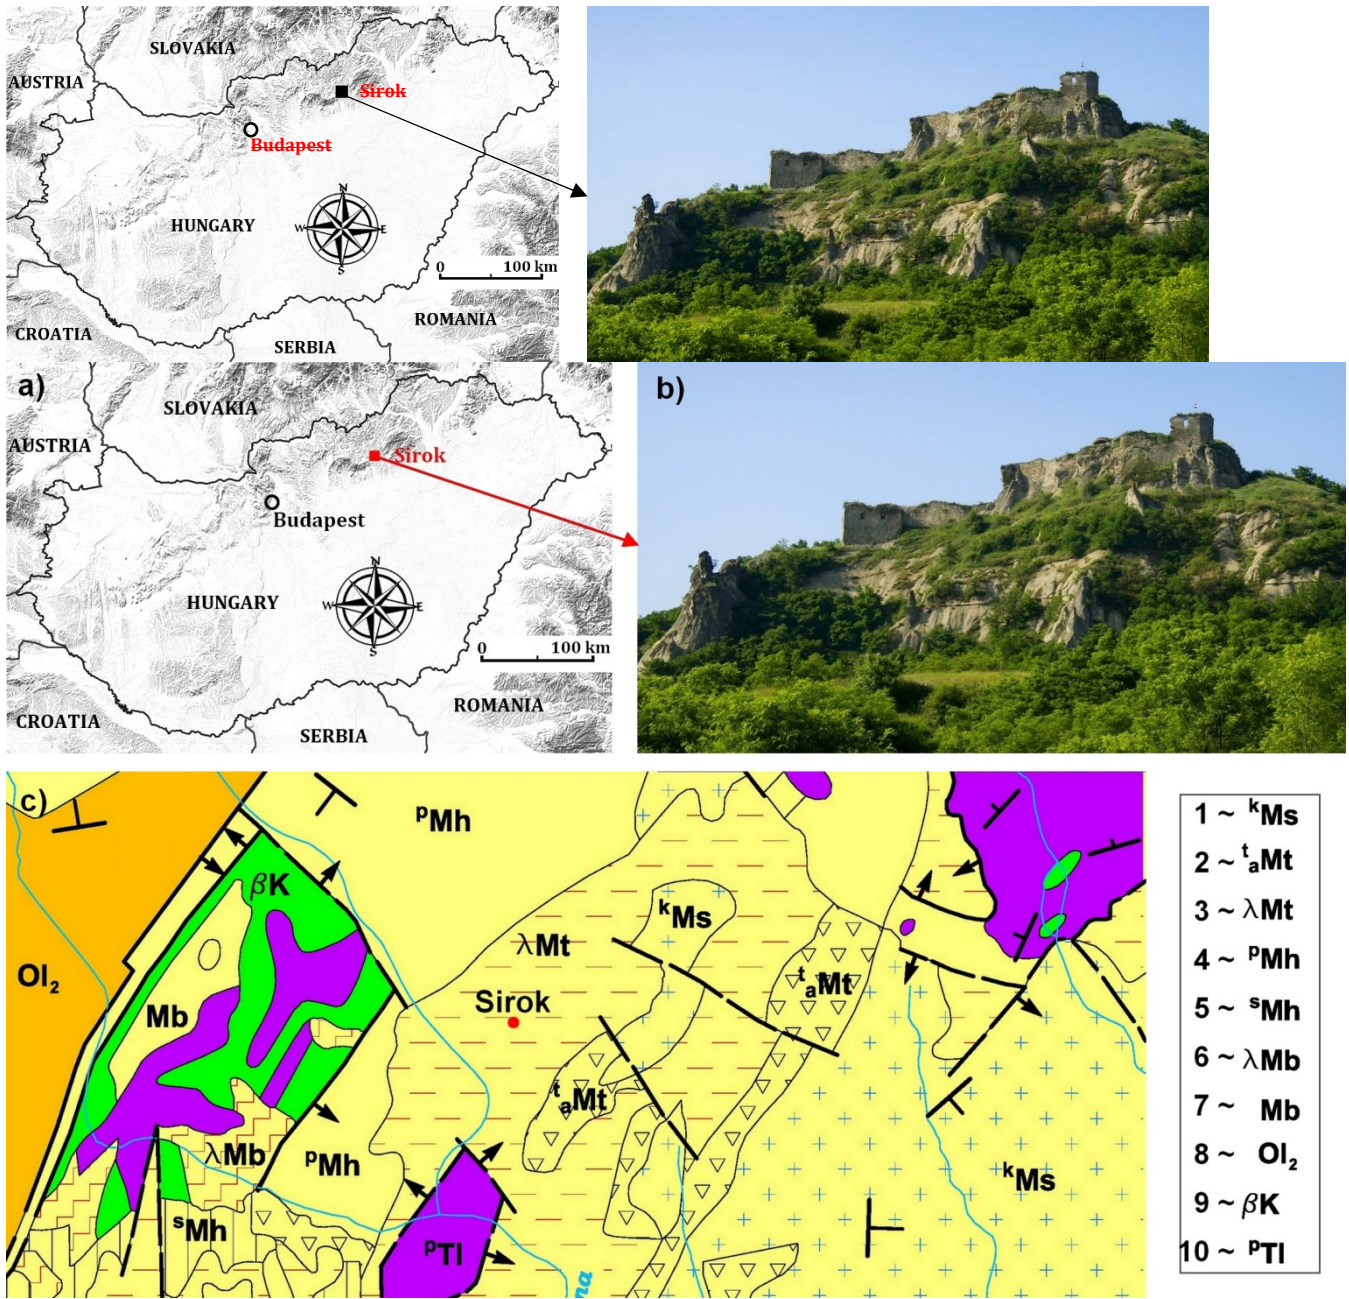 SLOVAKIA
AUSTRIA
Sirok
Budapest
N
HUNGARY
W E
S
0 100 km
ROMANIA
CROATIA
SERBIA
a)
SLOVAKIA
AUSTRIA
Sirok
Budapest
N
HUNGARY
W E
S
0 100 km
ROMANIA
CROATIA
SERBIA
b)
c)
ᵖMh
βK
ᵏMs
λMt
Ol₂
ᵗₐMt
Mb
Sirok
ᵗₐMt
λMb
ᵖMh
ᵏMs
ˢMh
ᵖTl
na
1 ~ ᵏMs
2 ~ ᵗₐMt
3 ~ λMt
4 ~ ᵖMh
5 ~ ˢMh
6 ~ λMb
7 ~ Mb
8 ~ Ol₂
9 ~ βK
10 ~ ᵖTl